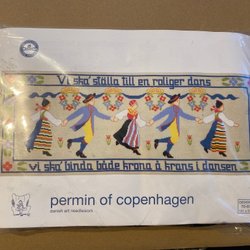 Vi ska ställa till en roliger dans
vi ska binda både krona å krans i dansen
permin of copenhagen
danish art needlework